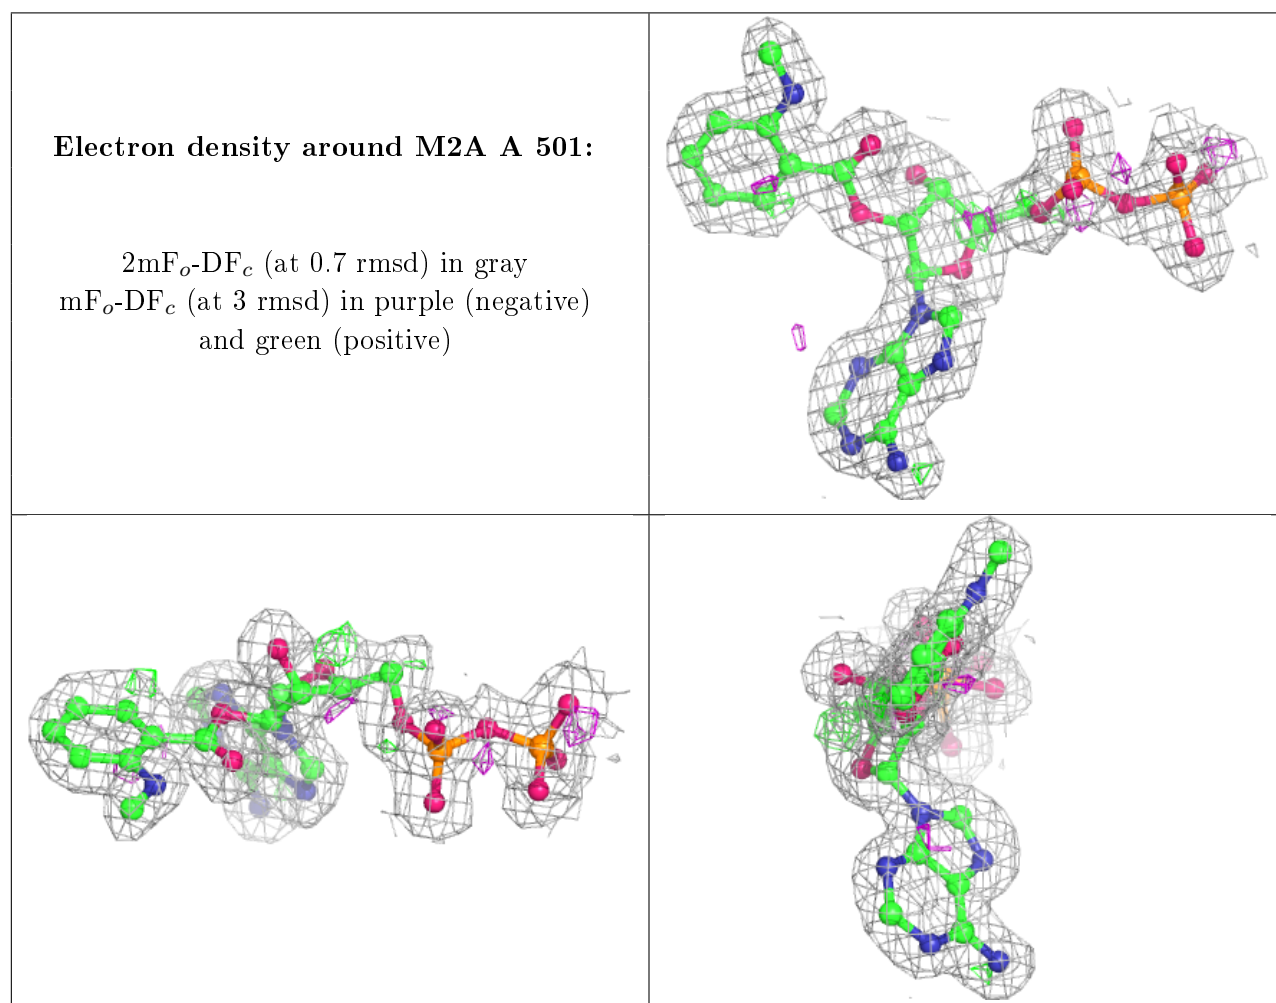 Electron density around M2A A 501:
2mFo-DFc (at 0.7 rmsd) in gray
mFo-DFc (at 3 rmsd) in purple (negative)
and green (positive)